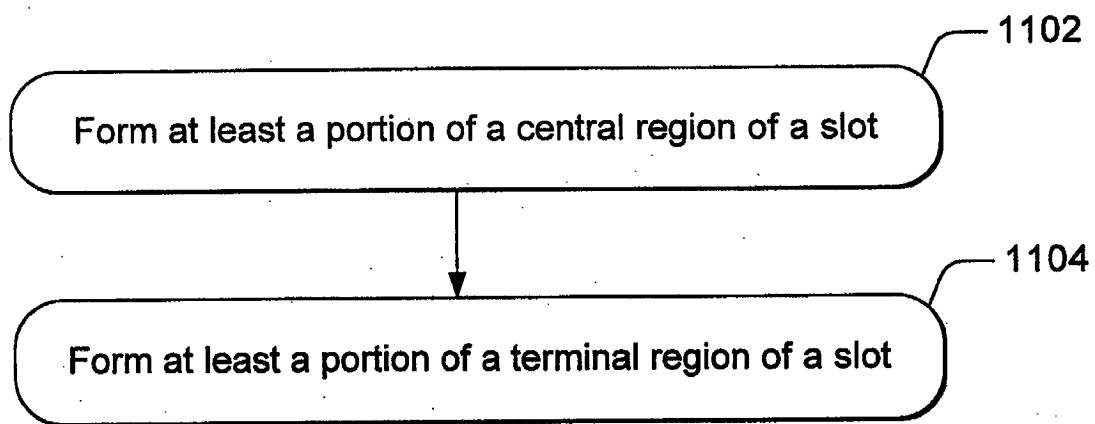 1102
Form at least a portion of a central region of a slot
1104
Form at least a portion of a terminal region of a slot